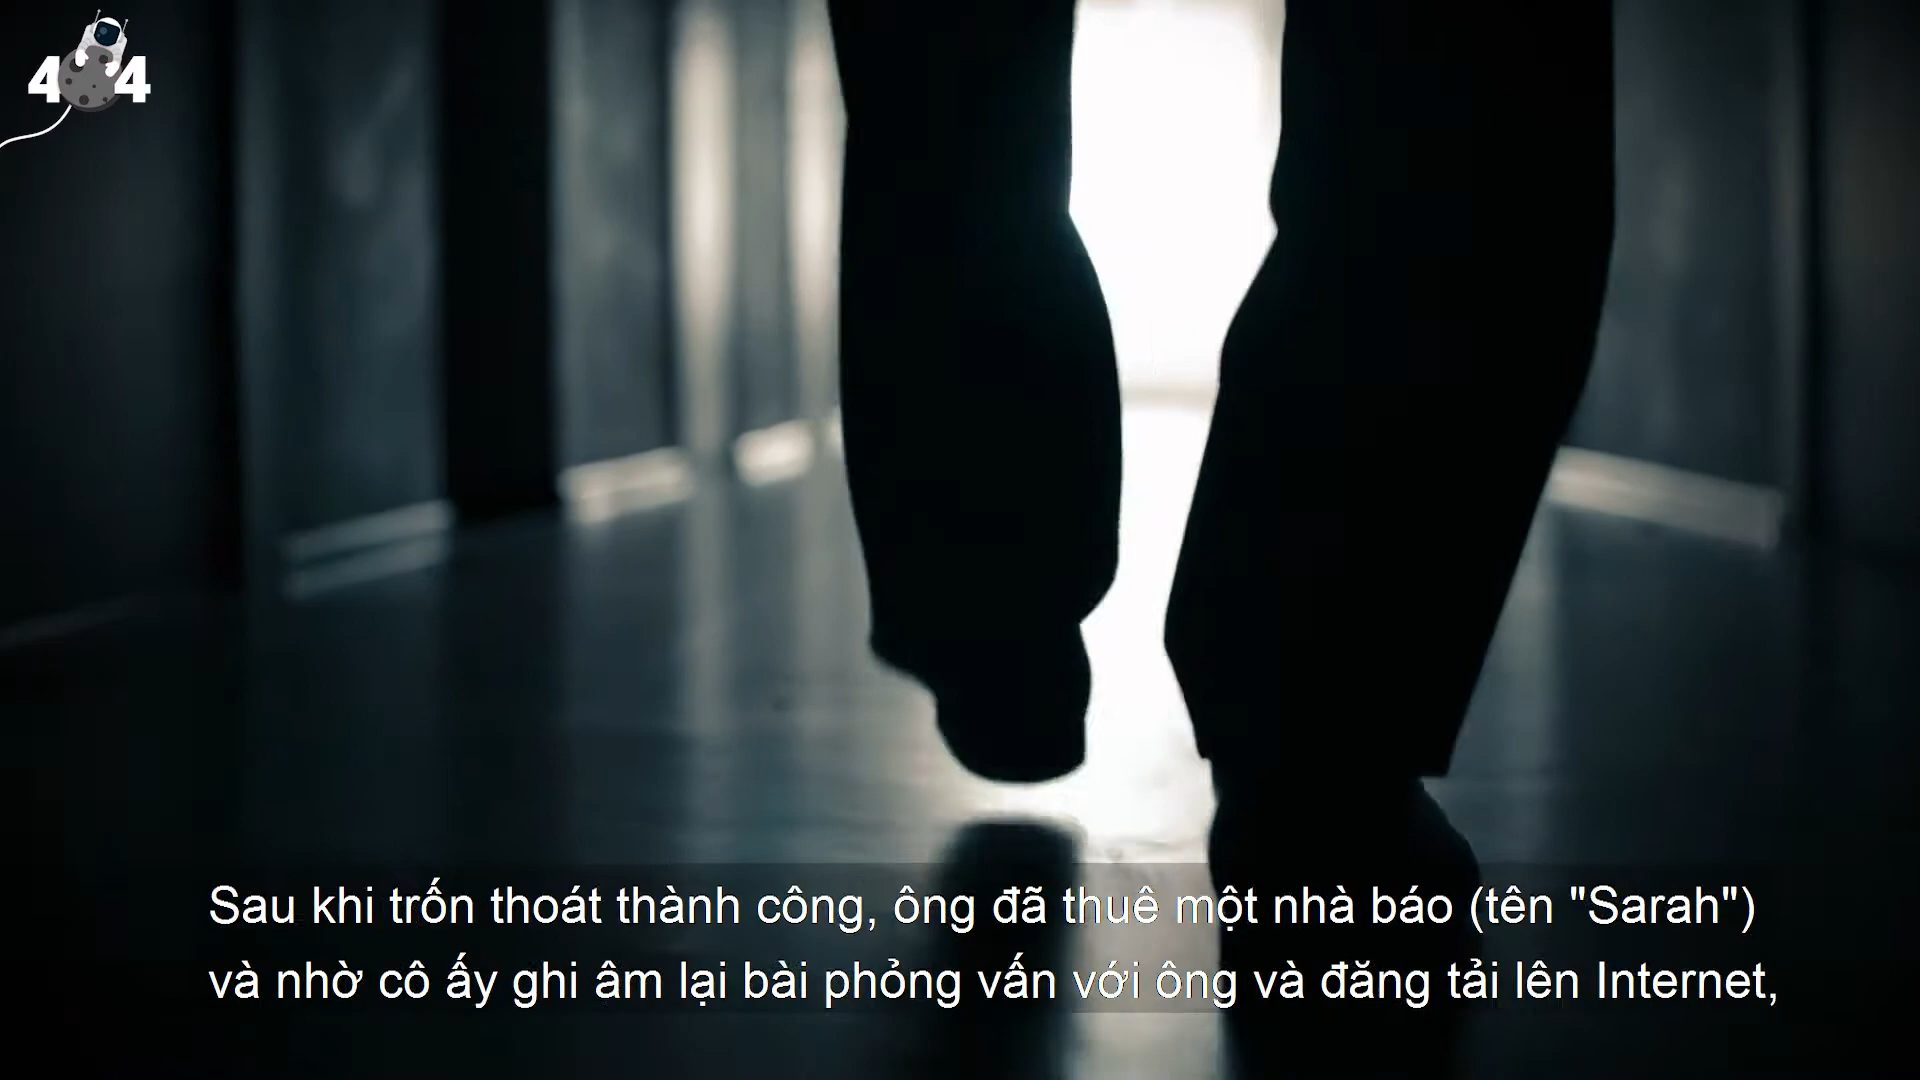 404
Sau khi trốn thoát thành công, ông đã thuê một nhà báo (tên "Sarah")
và nhờ cô ấy ghi âm lại bài phỏng vấn với ông và đăng tải lên Internet,